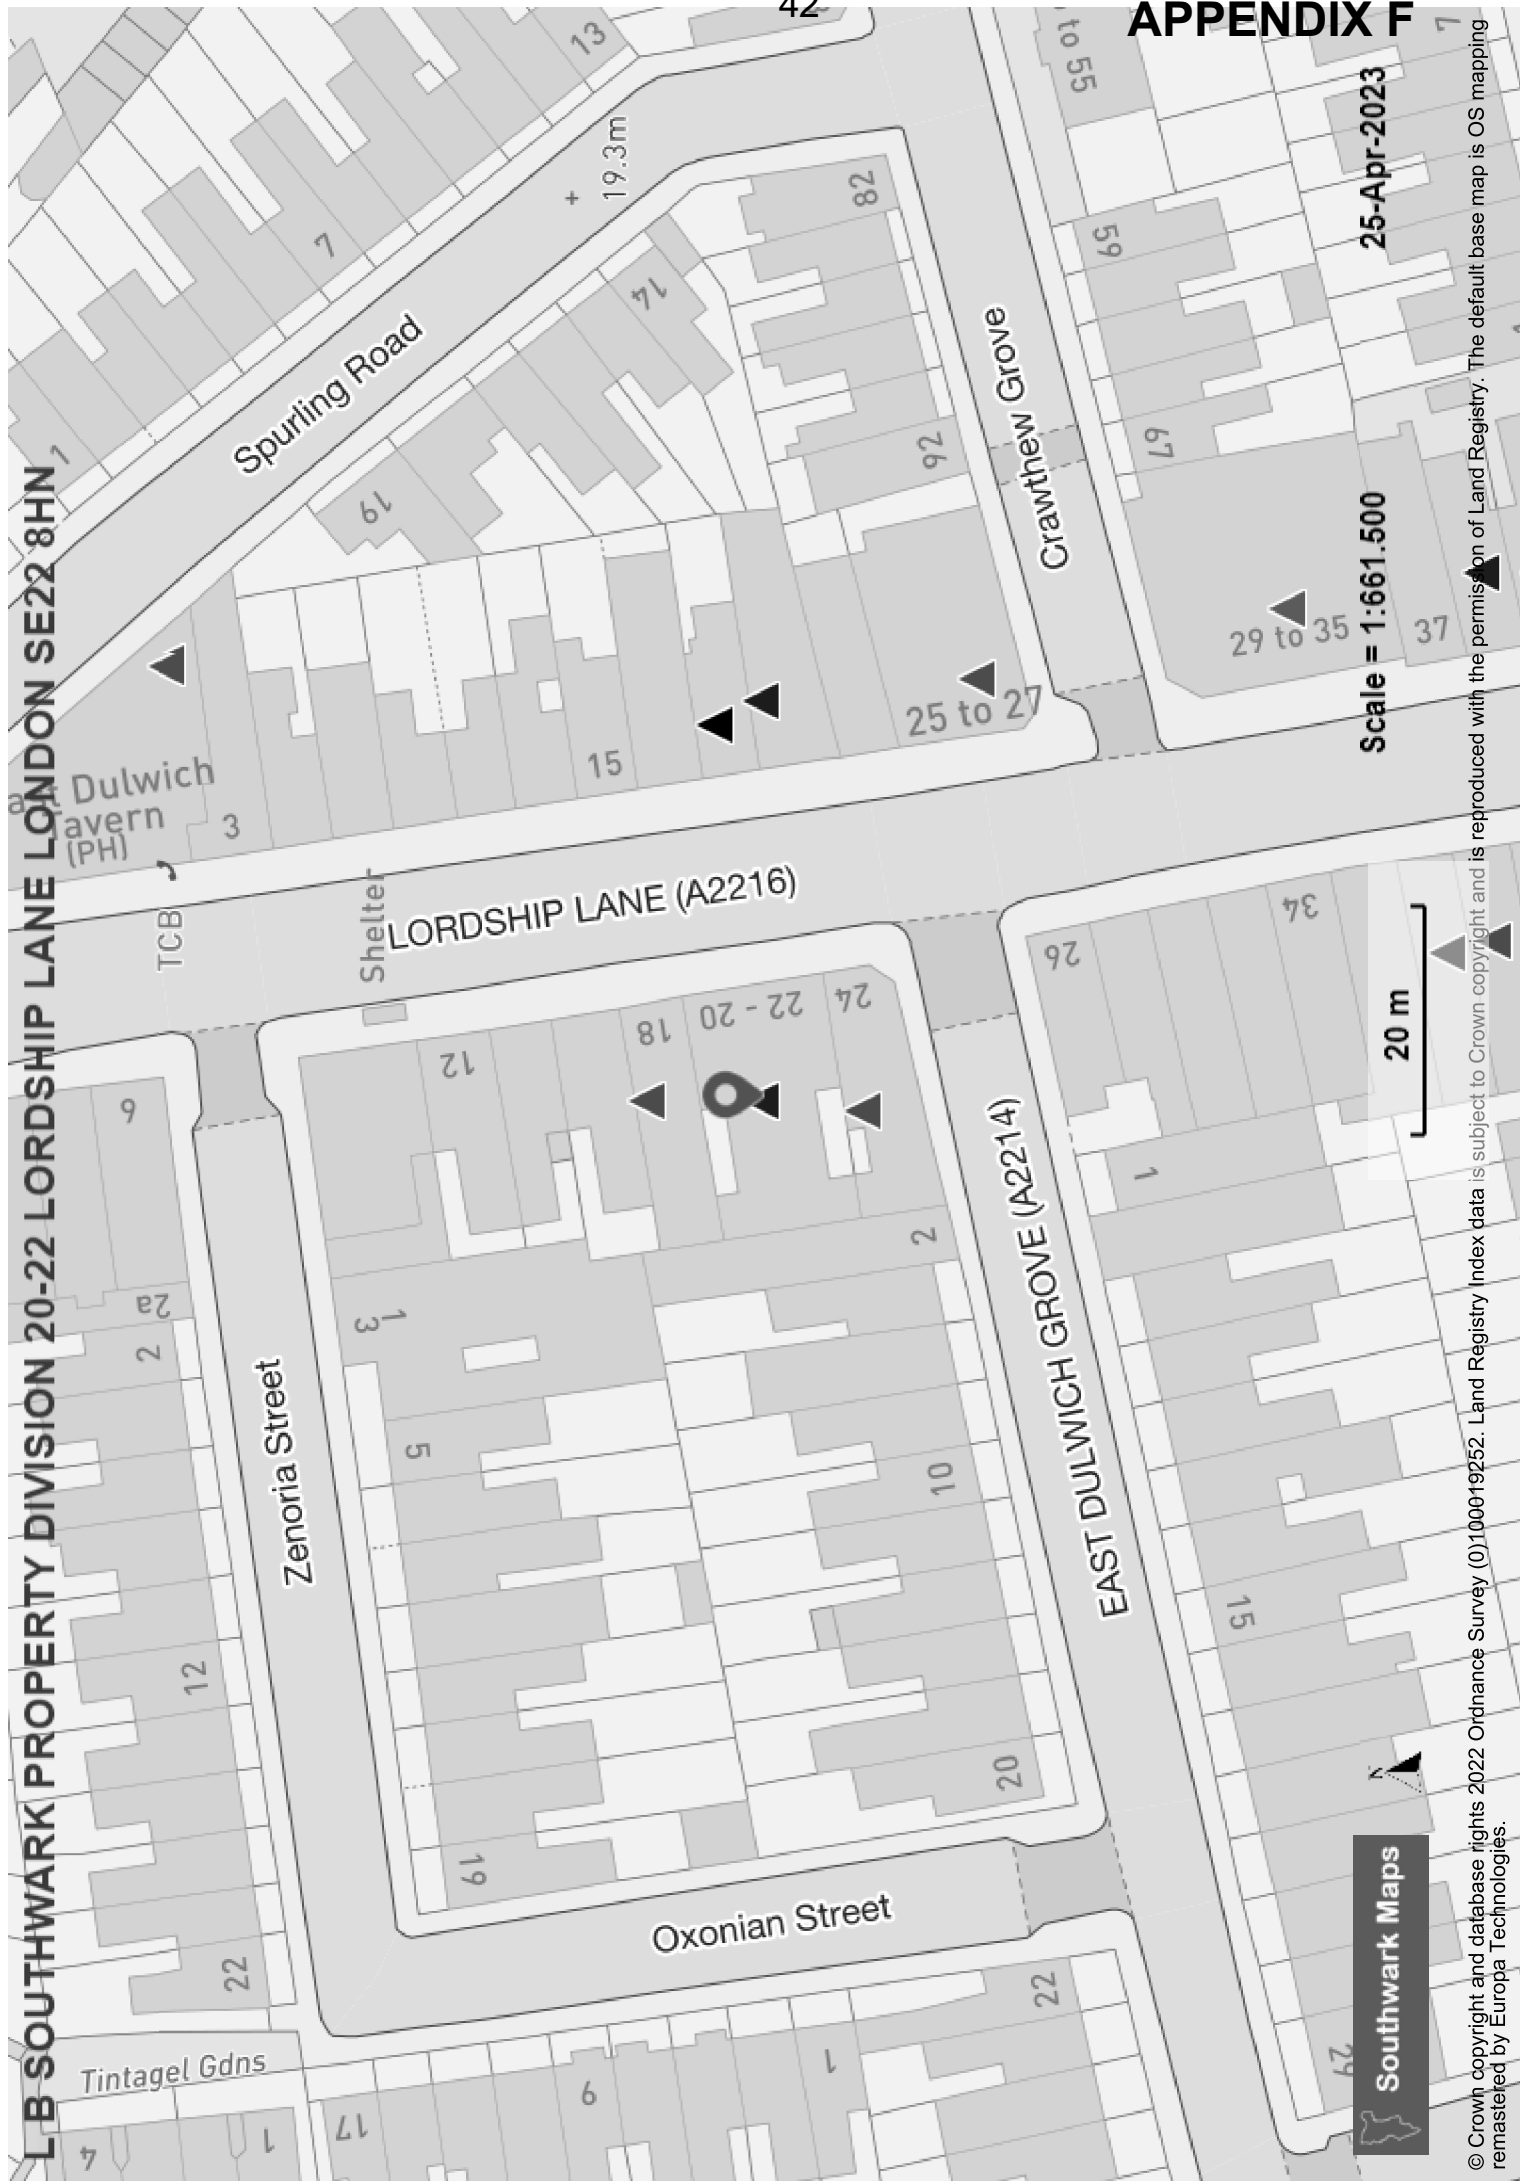 42
APPENDIX F
L B SOUTHWARK PROPERTY DIVISION 20-22 LORDSHIP LANE LONDON SE22 8HN
25-Apr-2023
Scale = 1:661.500
20 m
Southwark Maps
N
© Crown copyright and database rights 2022 Ordnance Survey (0)100019252. Land Registry Index data is subject to Crown copyright and is reproduced with the permission of Land Registry. The default base map is OS mapping
remastered by Europa Technologies.
Spurling Road
Crawthew Grove
LORDSHIP LANE (A2216)
EAST DULWICH GROVE (A2214)
Zenoria Street
Oxonian Street
Tintagel Gdns
Dulwich
Tavern
(PH)
TCB
Shelter
19.3m
13
7
1
14
19
82
92
to 55
59
67
7
3
15
25 to 27
29 to 35
37
6
2a
2
12
22
12
18
20 - 22
24
26
34
1
3
5
19
2
10
20
1
15
29
22
1
9
17
1
4